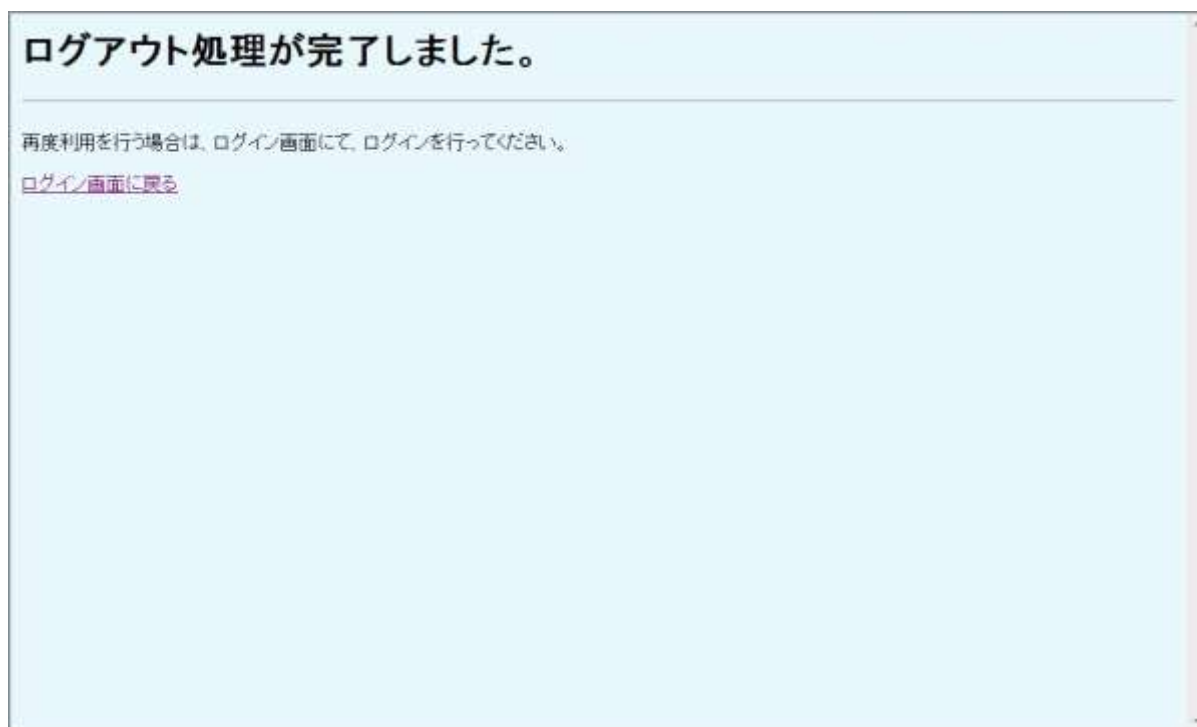 ログアウト処理が完了しました。
再度利用を行う場合は、ログイン画面にて、ログインを行ってください。
ログイン画面に戻る